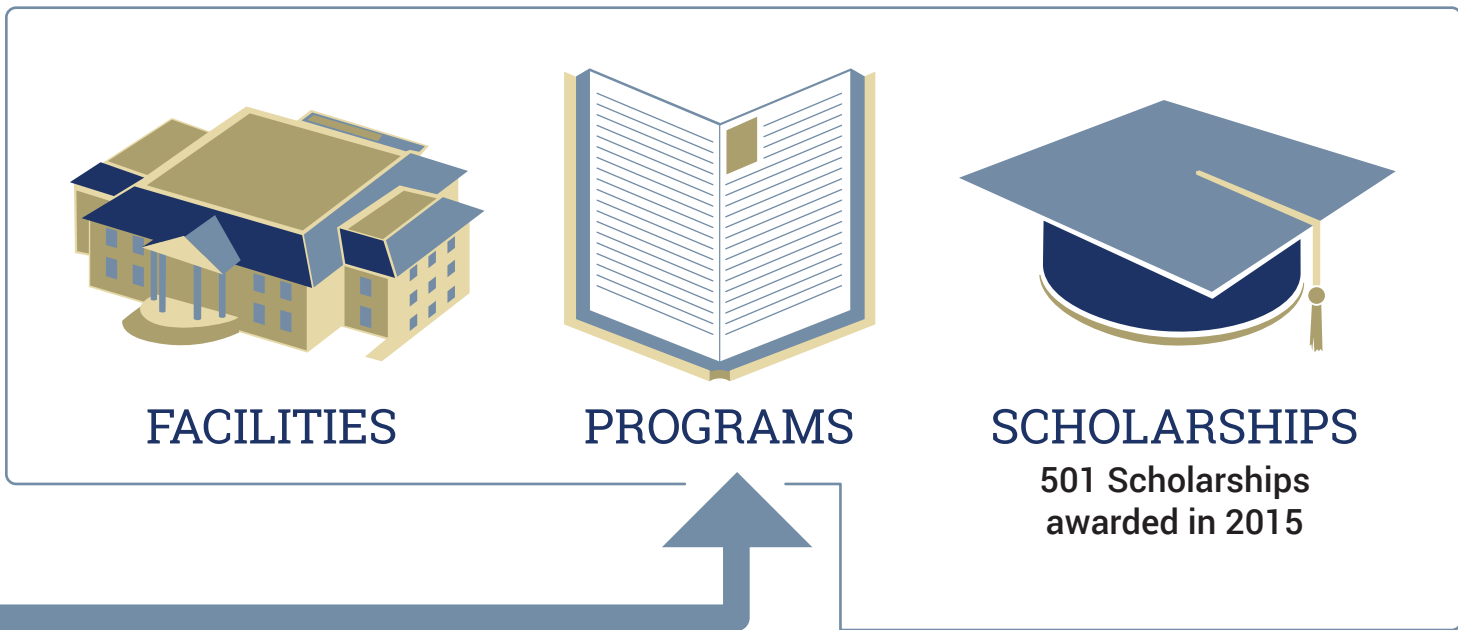 FACILITIES
PROGRAMS
SCHOLARSHIPS
501 Scholarships
awarded in 2015